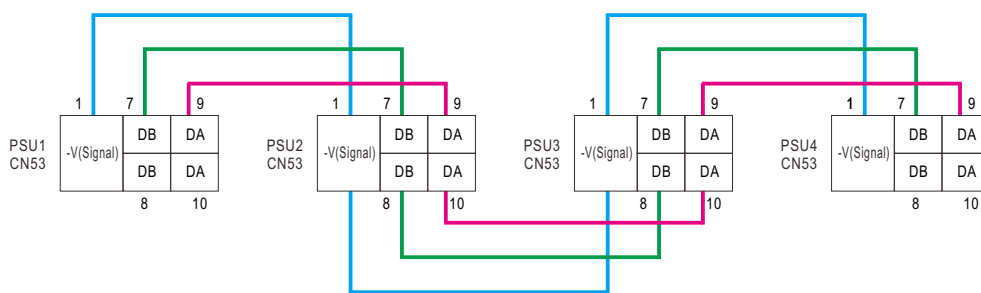 1 7 9 1 7 9 1 7 9 1 7 9
PSU1
CN53
-V(Signal)
DB DA
DB DA
8 10
PSU2
CN53
-V(Signal)
DB DA
DB DA
8 10
PSU3
CN53
-V(Signal)
DB DA
DB DA
8 10
PSU4
CN53
-V(Signal)
DB DA
DB DA
8 10